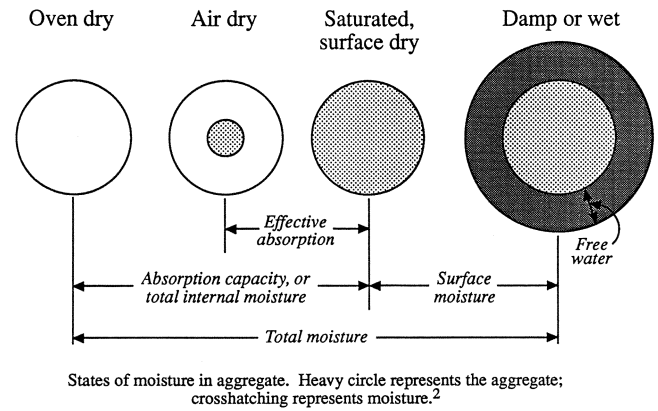 Oven dry
Air dry
Saturated,
surface dry
Damp or wet
Effective
absorption
Free
water
Absorption capacity, or
total internal moisture
Surface
moisture
Total moisture
States of moisture in aggregate. Heavy circle represents the aggregate;
crosshatching represents moisture.2